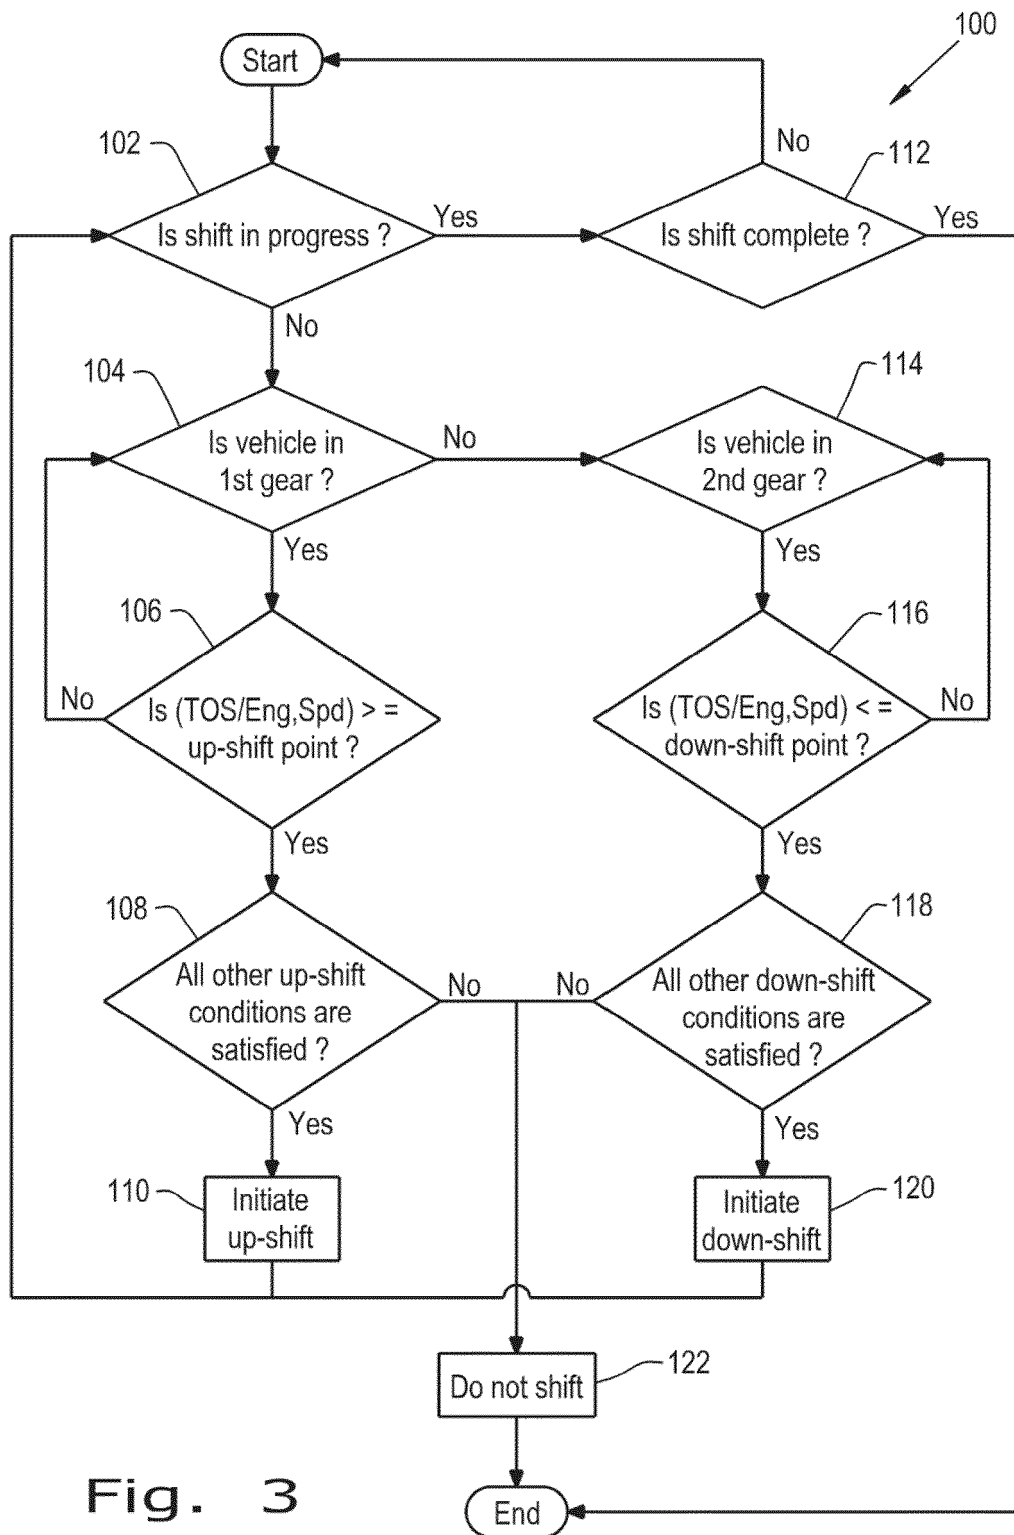 100
Start
102
No
112
Is shift in progress ?
Yes
Is shift complete ?
Yes
No
104
114
Is vehicle in
1st gear ?
No
Is vehicle in
2nd gear ?
Yes
Yes
106
116
No
Is (TOS/Eng,Spd) > =
up-shift point ?
Is (TOS/Eng,Spd) < =
down-shift point ?
No
Yes
Yes
108
118
All other up-shift
conditions are
satisfied ?
No
No
All other down-shift
conditions are
satisfied ?
Yes
Yes
110
Initiate
up-shift
120
Initiate
down-shift
Do not shift
122
Fig. 3
End